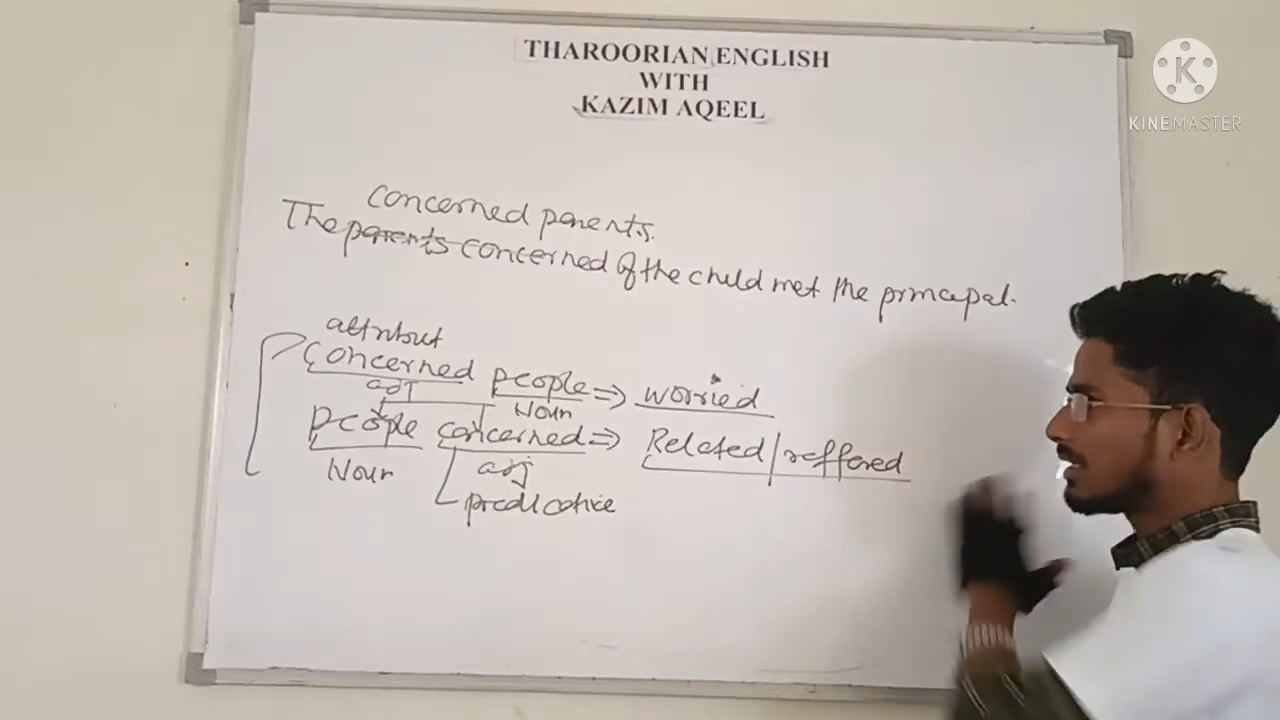 THAROORIAN ENGLISH
WITH
KAZIM AQEEL
KINEMASTER
Concerned parents.
The parents concerned of the child met the principal.
attribut
Concerned people => worried
adj Noun
people concerned => Related/reffered
Noun adj
predicative